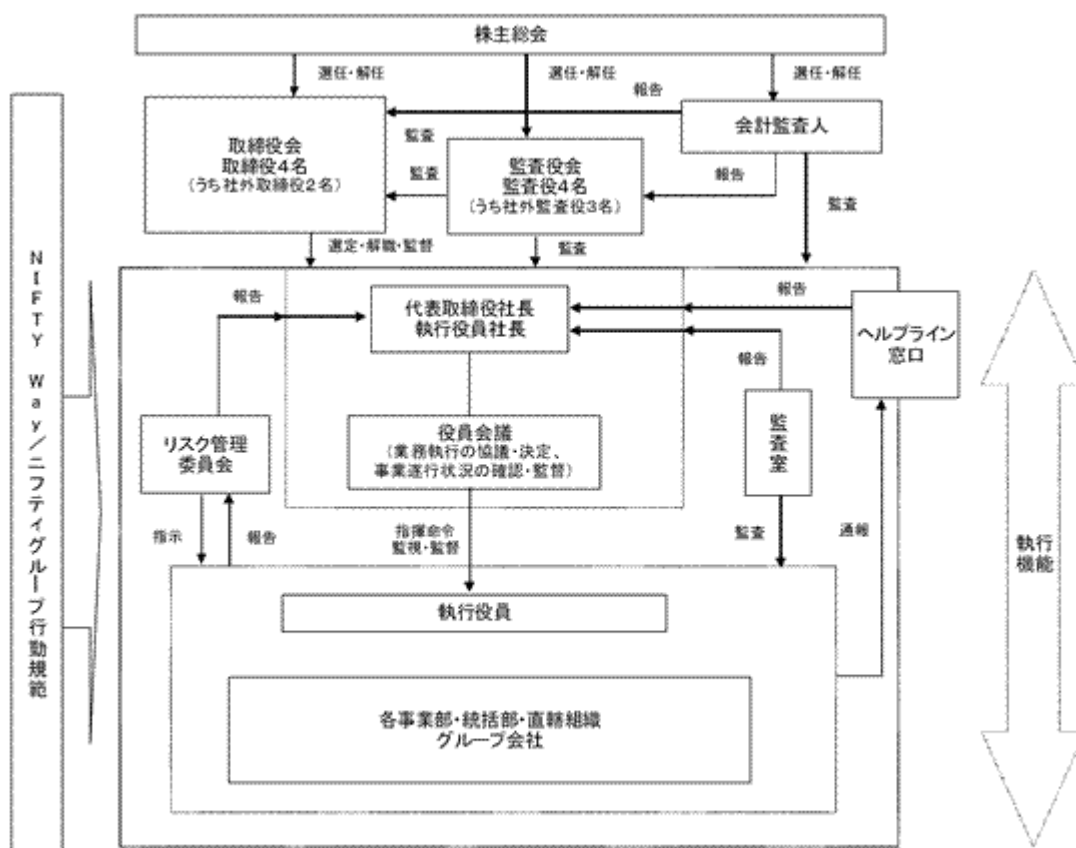 株主総会
選任・解任
選任・解任
選任・解任
報告
会計監査人
取締役会
取締役4名
(うち社外取締役2名)
監査
監査
監査役会
監査役4名
(うち社外監査役3名)
報告
監査
選定・解職・監督
監査
NIFTY Way/ニフティグループ行動規範
報告
代表取締役社長
執行役員社長
報告
ヘルプライン
窓口
報告
リスク管理
委員会
役員会議
(業務執行の協議・決定、
事業遂行状況の確認・監督)
監査室
指示
報告
指揮命令
監視・監督
監査
通報
執行
機能
執行役員
各事業部・統括部・直轄組織
グループ会社